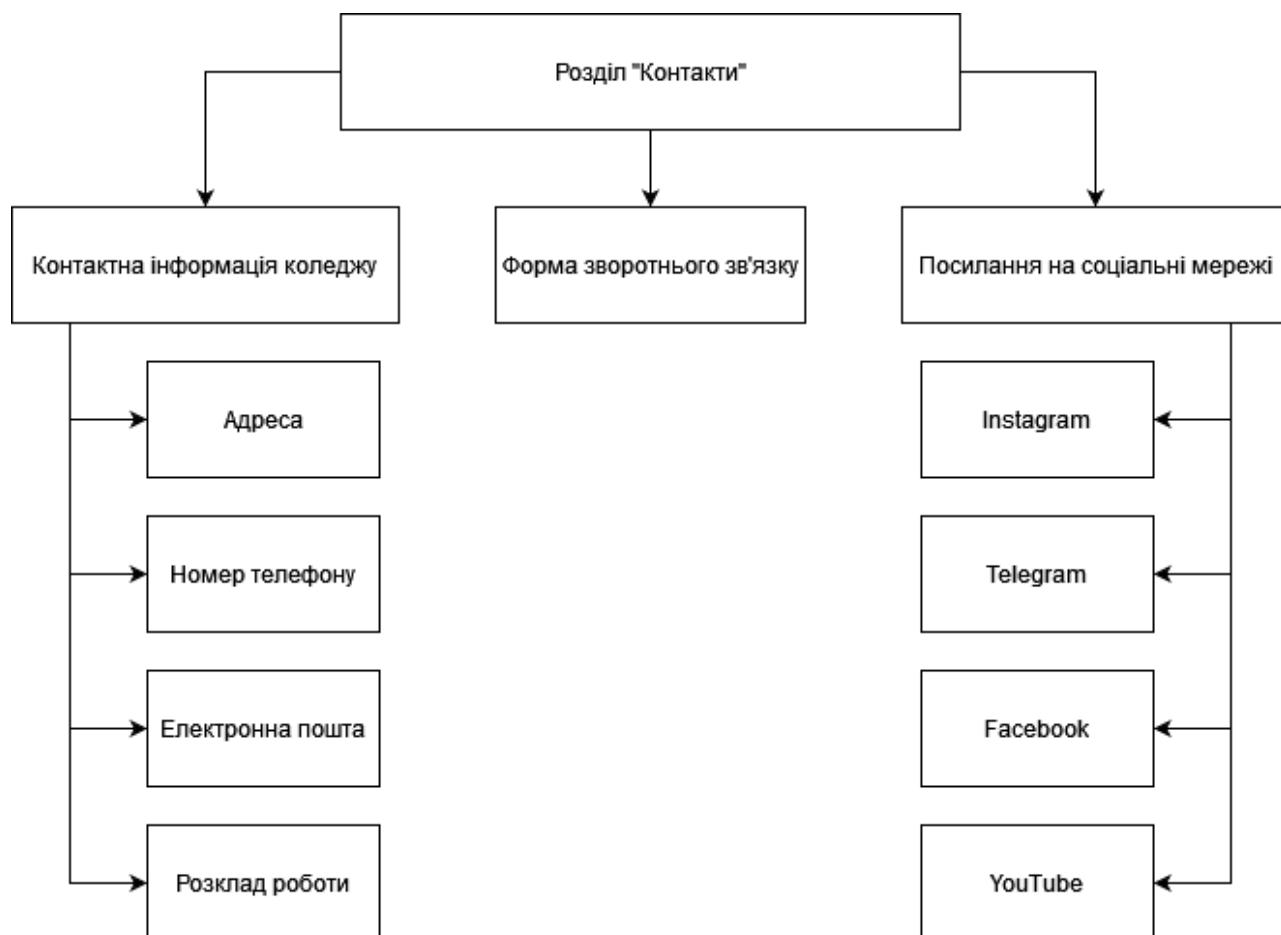 Розділ "Контакти"
Контактна інформація коледжу
Форма зворотнього зв'язку
Посилання на соціальні мережі
Адреса
Номер телефону
Електронна пошта
Розклад роботи
Instagram
Telegram
Facebook
YouTube